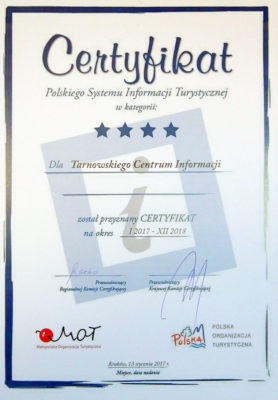 Certyfikat
Polskiego Systemu Informacji Turystycznej
w kategorii:
Dla Tarnowskiego Centrum Informacji
został przyznany CERTYFIKAT
na okres I 2017 - XII 2018
Przewodniczący
Regionalnej Komisji Certyfikującej
Przewodniczący
Krajowej Komisji Certyfikującej
MOT
Małopolska Organizacja Turystyczna
Polska
POLSKA
ORGANIZACJA
TURYSTYCZNA
Kraków, 13 stycznia 2017 r.
Miejsce, data nadania